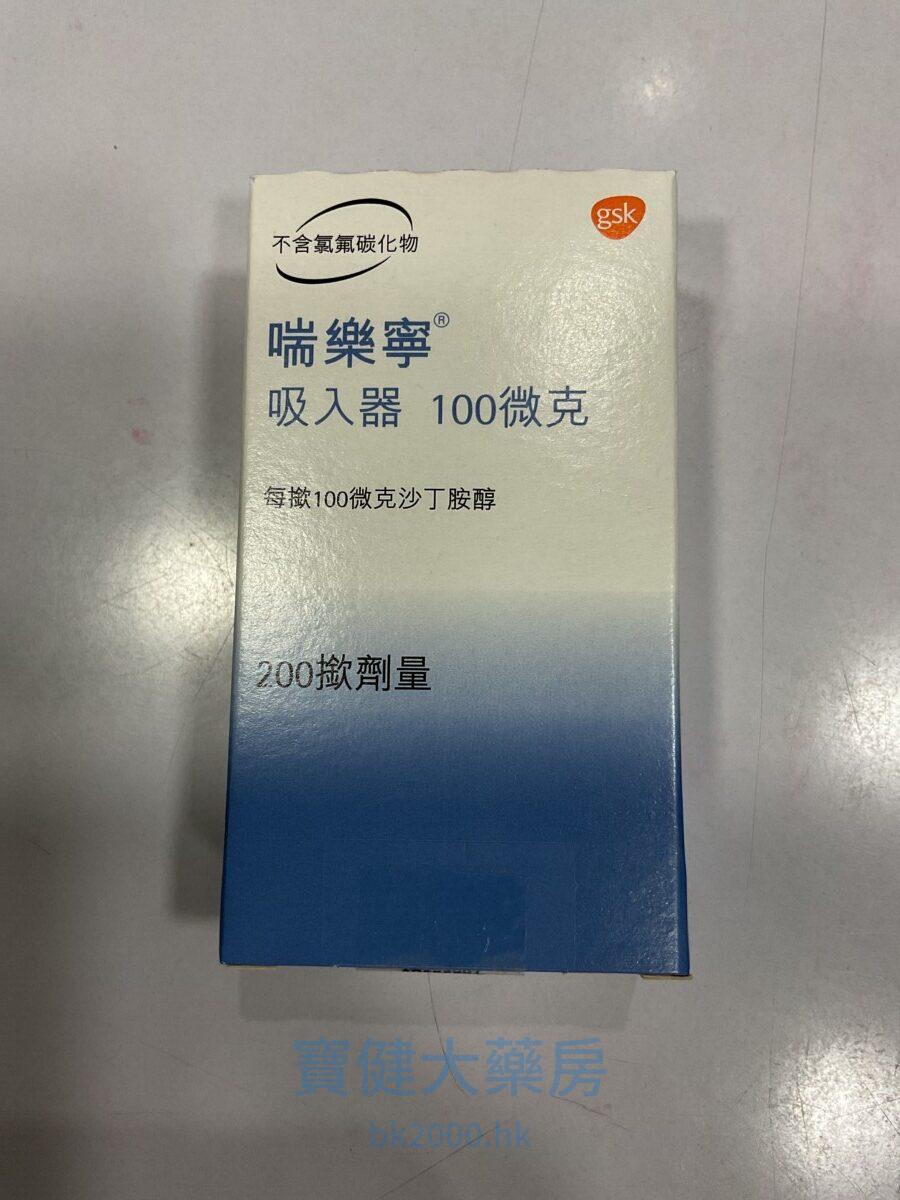 不含氯氟碳化物
gsk
喘樂寧®
吸入器 100微克
每撳100微克沙丁胺醇
200撳劑量
寶健大藥房
bk2000.hk